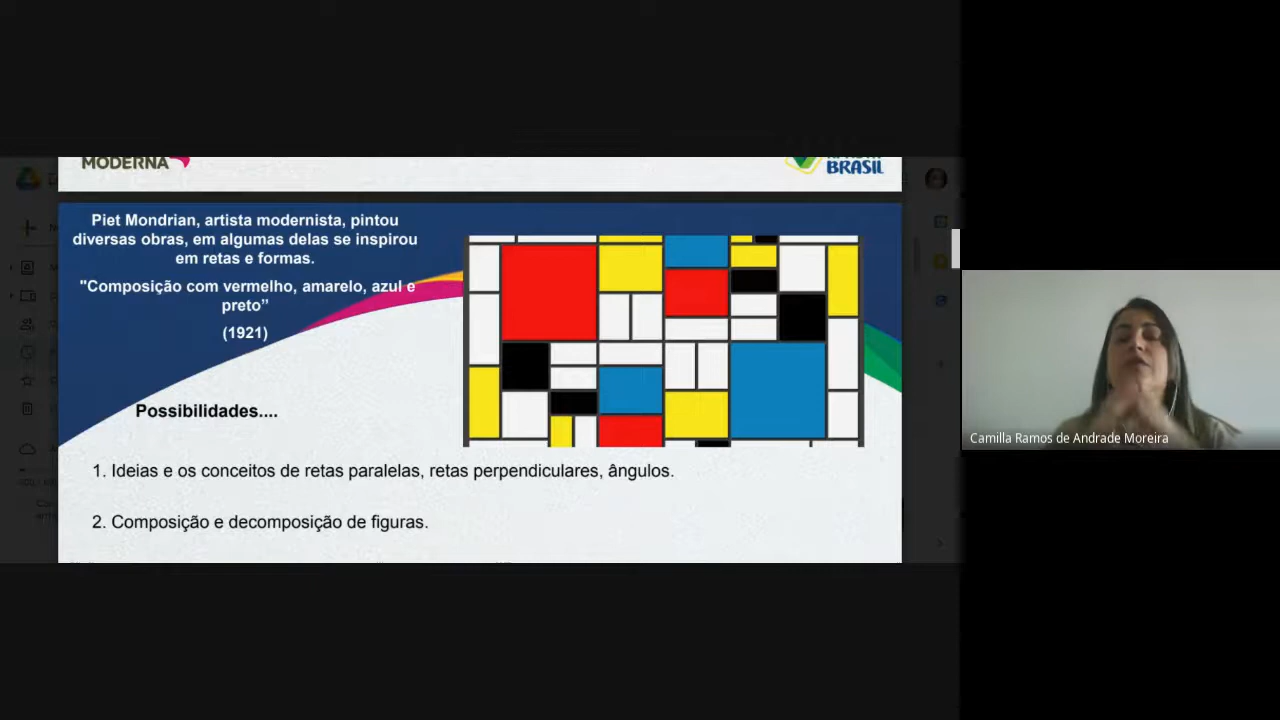 MODERNA
BRASIL
Piet Mondrian, artista modernista, pintou
diversas obras, em algumas delas se inspirou
em retas e formas.
"Composição com vermelho, amarelo, azul e
preto”
(1921)
Possibilidades....
1. Ideias e os conceitos de retas paralelas, retas perpendiculares, ângulos.
2. Composição e decomposição de figuras.
Camilla Ramos de Andrade Moreira